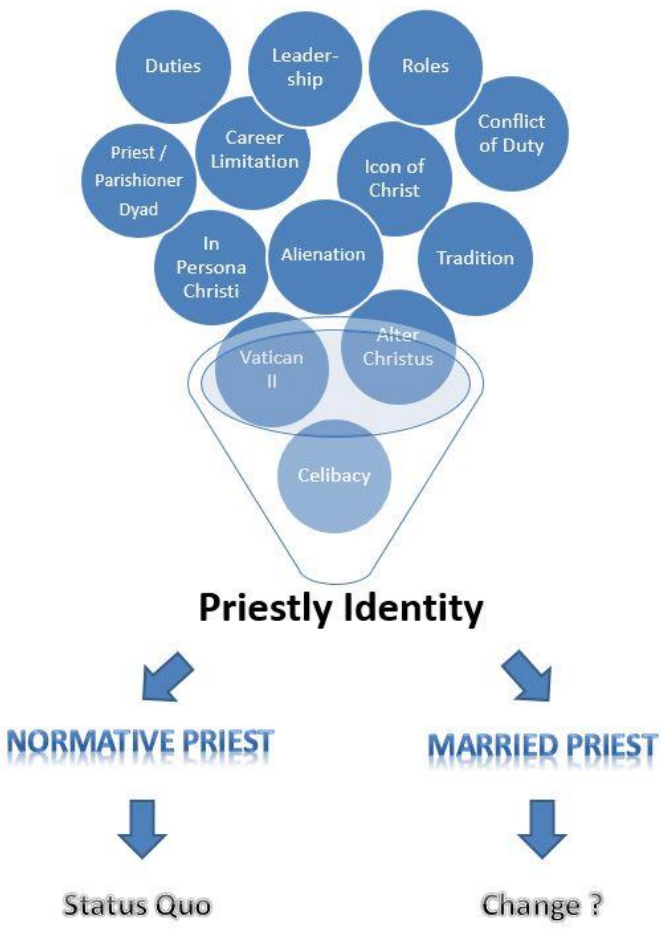 Duties
Leader-
ship
Roles
Conflict
of Duty
Career
Limitation
Priest /
Parishioner
Dyad
Icon of
Christ
In
Persona
Christi
Alienation
Tradition
Vatican
II
Alter
Christus
Celibacy
Priestly Identity
NORMATIVE PRIEST
MARRIED PRIEST
Status Quo
Change ?